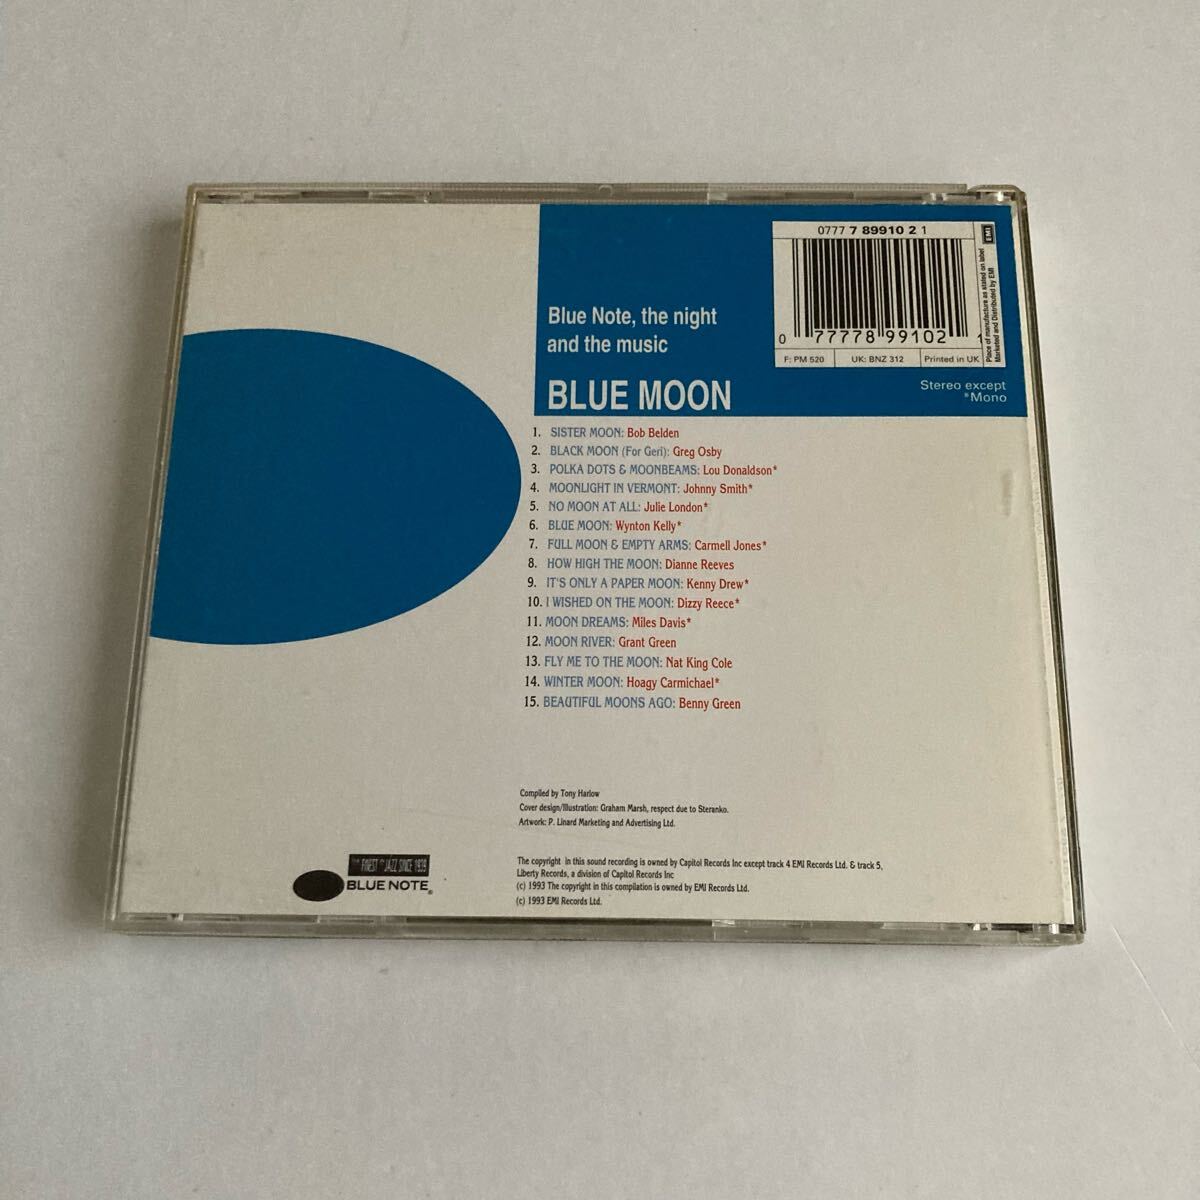 0777 7 89910 2 1
0 77778 99102 1
F: PM 520
UK: BNZ 312
Printed in UK
Place of manufacture as stated on label
Marketed and Distributed by EMI
EMI
Blue Note, the night
and the music
BLUE MOON
Stereo except
*Mono
1. SISTER MOON: Bob Belden
2. BLACK MOON (For Geri): Greg Osby
3. POLKA DOTS & MOONBEAMS: Lou Donaldson*
4. MOONLIGHT IN VERMONT: Johnny Smith*
5. NO MOON AT ALL: Julie London*
6. BLUE MOON: Wynton Kelly*
7. FULL MOON & EMPTY ARMS: Carmell Jones*
8. HOW HIGH THE MOON: Dianne Reeves
9. IT'S ONLY A PAPER MOON: Kenny Drew*
10. I WISHED ON THE MOON: Dizzy Reece*
11. MOON DREAMS: Miles Davis*
12. MOON RIVER: Grant Green
13. FLY ME TO THE MOON: Nat King Cole
14. WINTER MOON: Hoagy Carmichael*
15. BEAUTIFUL MOONS AGO: Benny Green
Compiled by Tony Harlow
Cover design/Illustration: Graham Marsh, respect due to Steranko.
Artwork: P. Linard Marketing and Advertising Ltd.
The copyright in this sound recording is owned by Capitol Records Inc except track 4 EMI Records Ltd. & track 5,
Liberty Records, a division of Capitol Records Inc
(c) 1993 The copyright in this compilation is owned by EMI Records Ltd.
(c) 1993 EMI Records Ltd.
FINEST JAZZ SINCE 1939
BLUE NOTE®